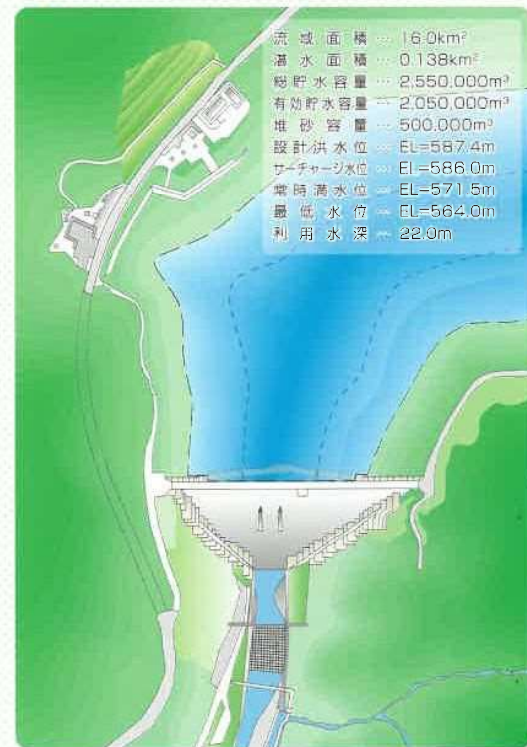 流域面積…16.0km²
湛水面積…0.138km²
総貯水容量…2,550,000m³
有効貯水容量…2,050,000m³
堆砂容量…500,000m³
設計洪水位…EL=587.4m
サーチャージ水位…EL=586.0m
常時満水位…EL=571.5m
最低水位…EL=564.0m
利用水深…22.0m